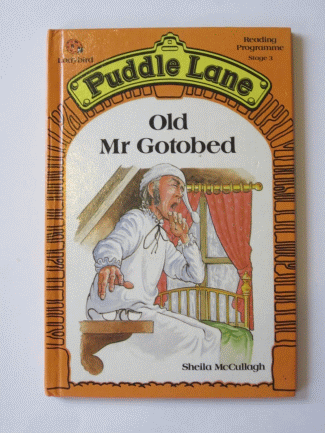 Ladybird
Reading
Programme
Stage 3
Puddle Lane
Old
Mr Gotobed
Sheila McCullagh